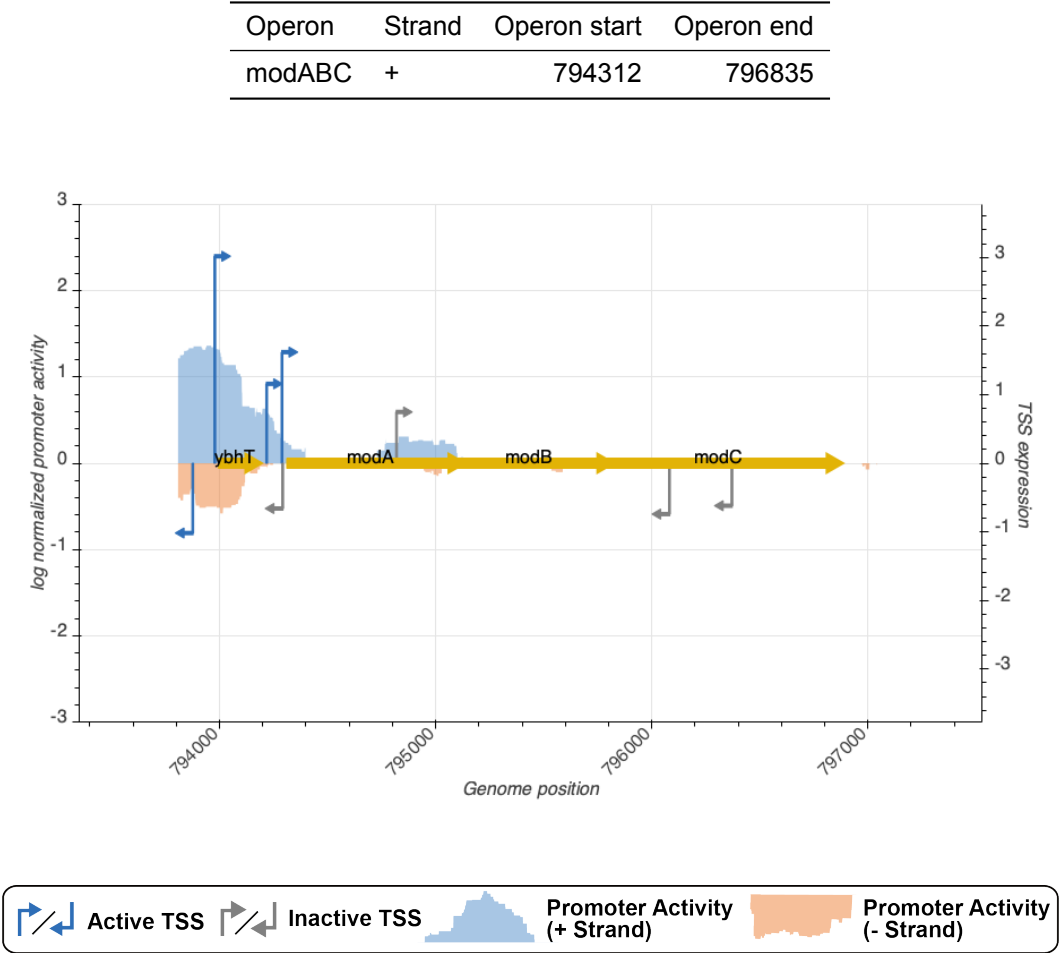 Operon Strand Operon start Operon end
modABC + 794312 796835
3
2
1
0
-1
-2
-3
log normalized promoter activity
3
2
1
0
-1
-2
-3
TSS expression
ybhT modA modB modC
794000 795000 796000 797000
Genome position
Active TSS Inactive TSS Promoter Activity (+ Strand) Promoter Activity (- Strand)